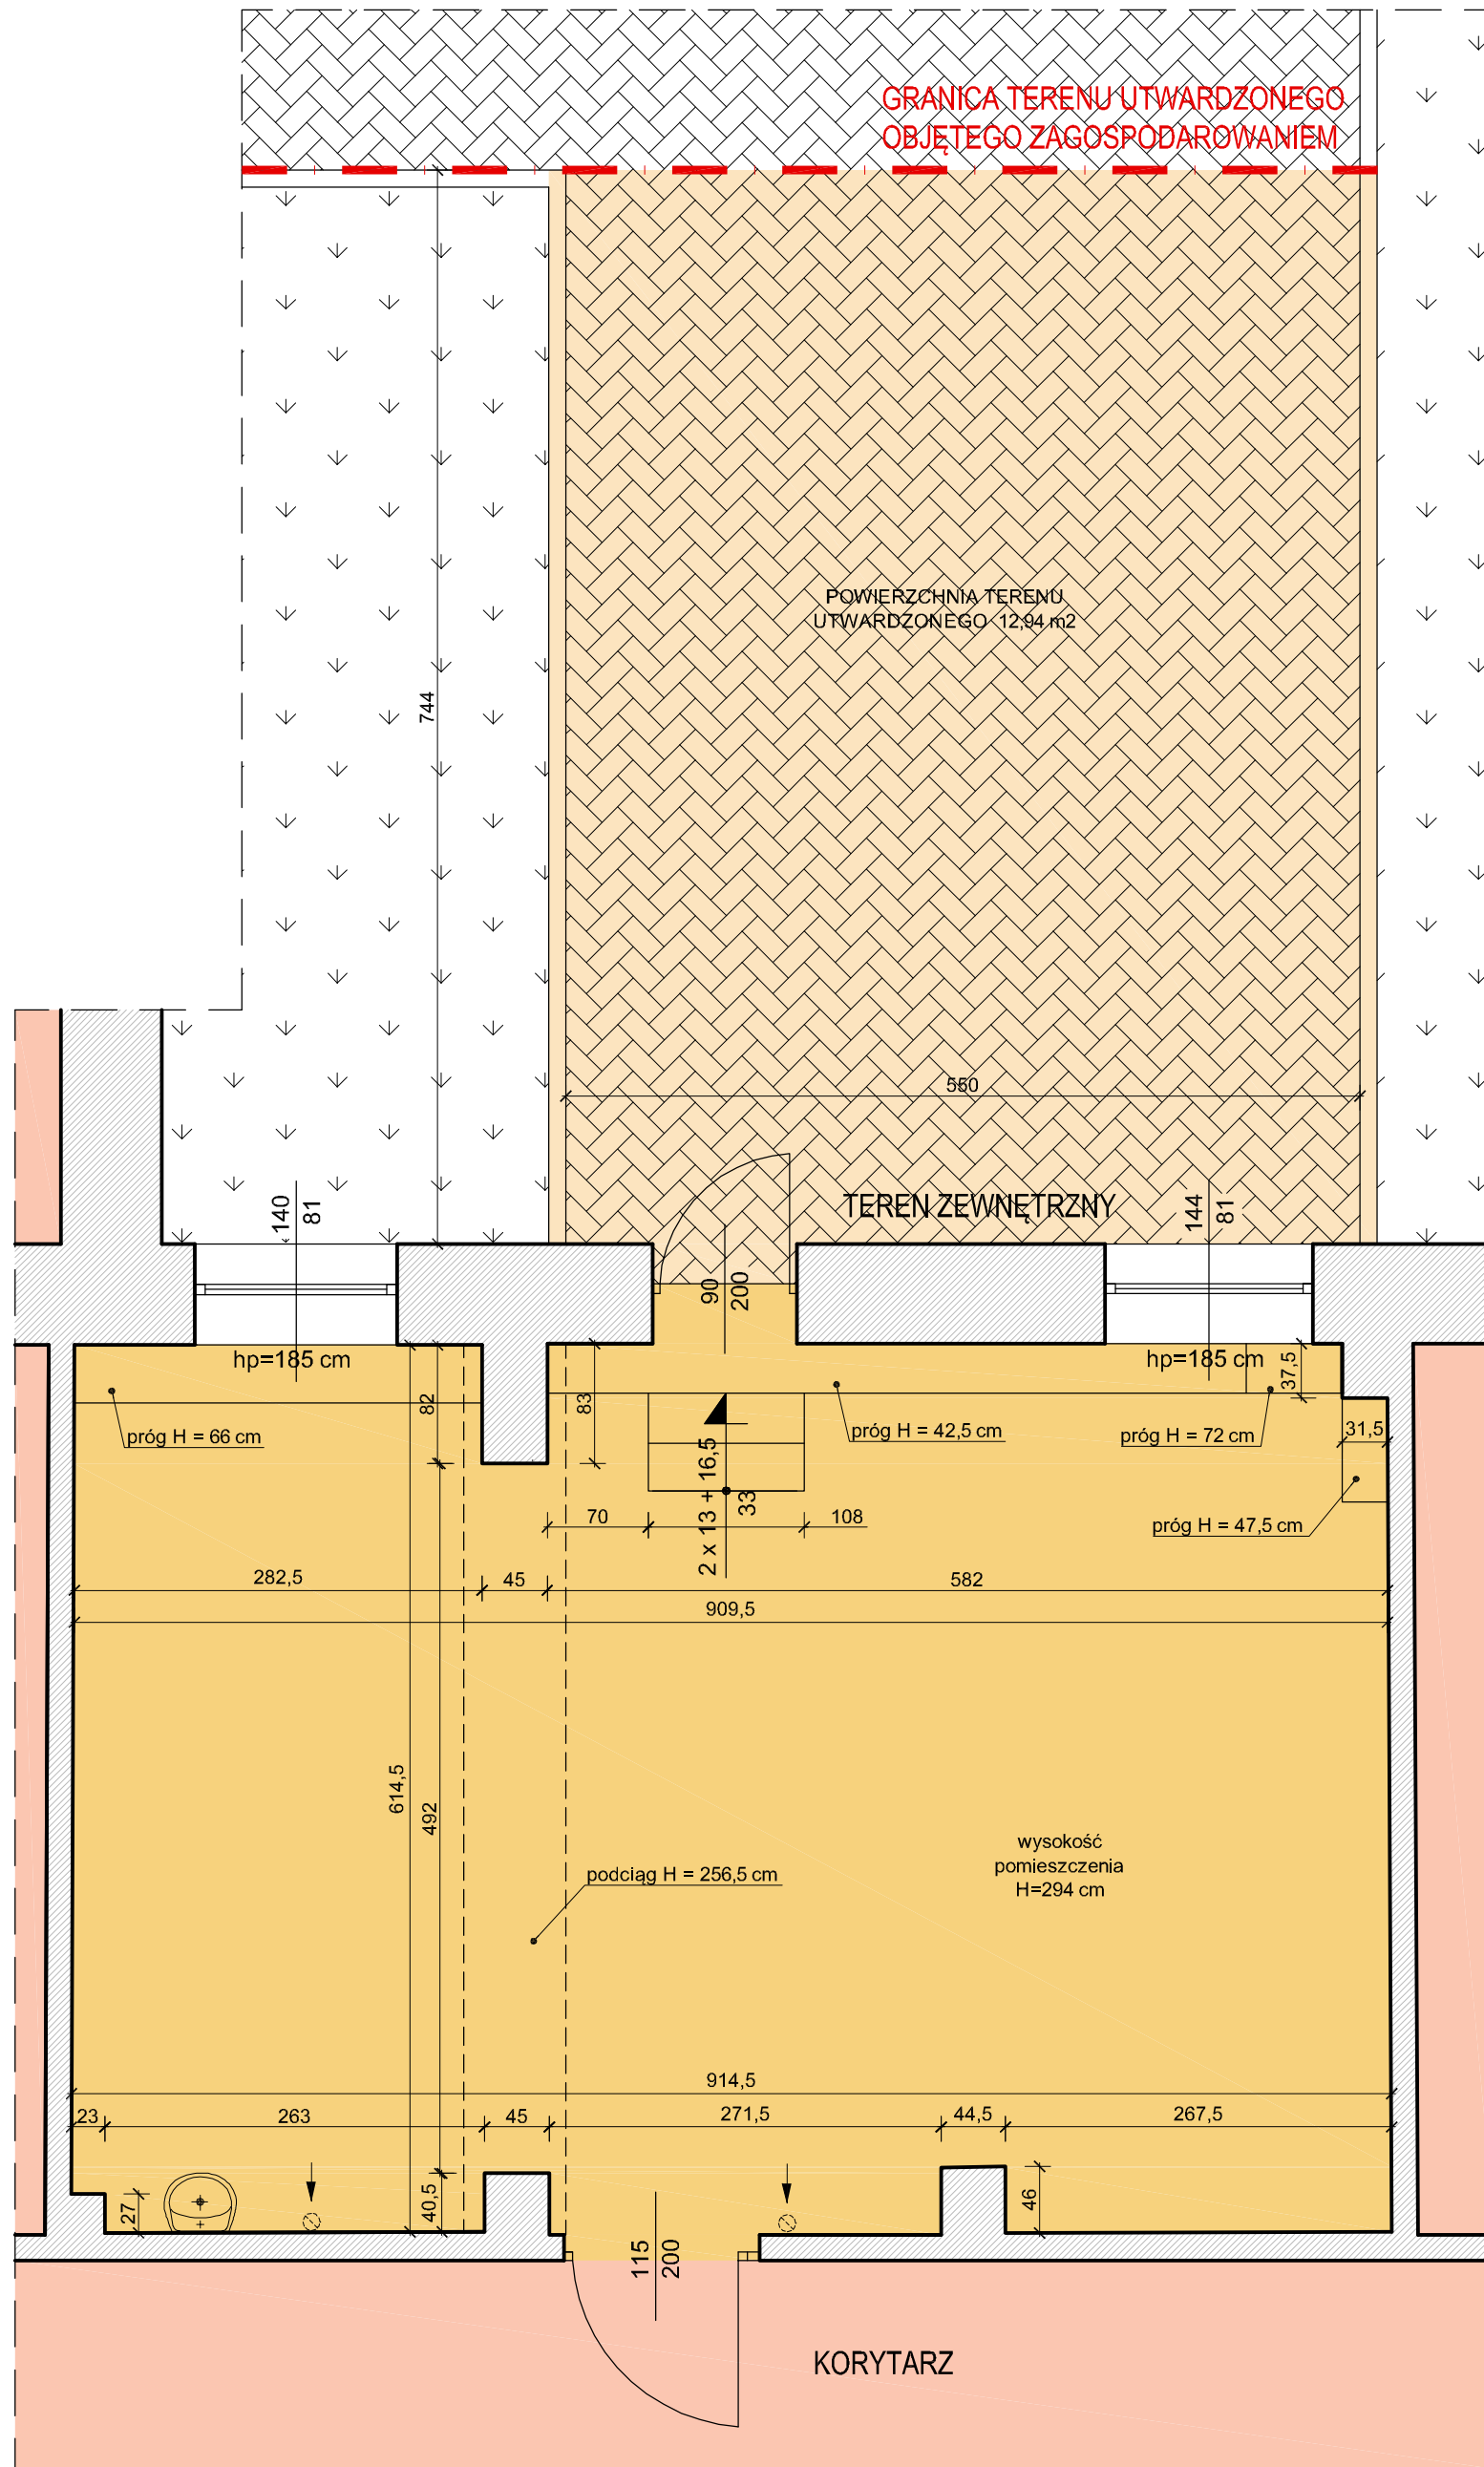 GRANICA TERENU UTWARDZONEGO
OBJĘTEGO ZAGOSPODAROWANIEM
POWIERZCHNIA TERENU
UTWARDZONEGO 12,94 m2
744
550
TEREN ZEWNĘTRZNY
140
81
144
81
90
200
hp=185 cm
hp=185 cm
37,5
82
83
próg H = 66 cm
próg H = 42,5 cm
próg H = 72 cm
31,5
2 x 13 + 16,5
33
70
108
próg H = 47,5 cm
282,5
45
582
909,5
614,5
492
wysokość
pomieszczenia
H=294 cm
podciąg H = 256,5 cm
914,5
23
263
45
271,5
44,5
267,5
27
40,5
46
115
200
KORYTARZ